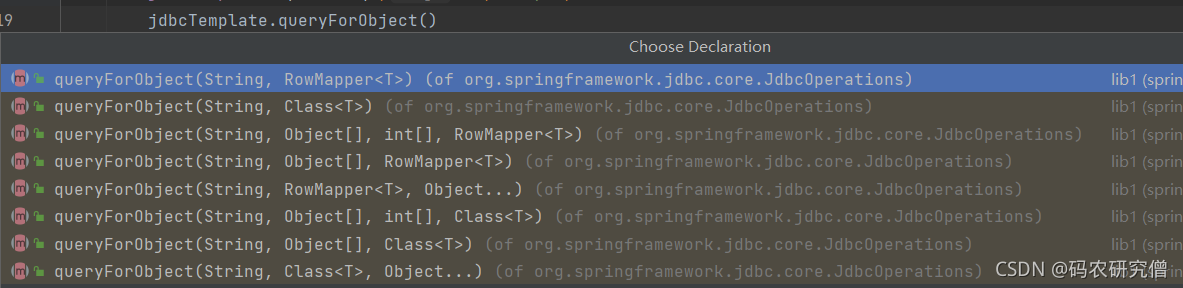 19 jdbcTemplate.queryForObject()
Choose Declaration
queryForObject(String, RowMapper<T>) (of org.springframework.jdbc.core.JdbcOperations) lib1 (sprin
queryForObject(String, Class<T>) (of org.springframework.jdbc.core.JdbcOperations) lib1 (sprin
queryForObject(String, Object[], int[], RowMapper<T>) (of org.springframework.jdbc.core.JdbcOperations) lib1 (sprin
queryForObject(String, Object[], RowMapper<T>) (of org.springframework.jdbc.core.JdbcOperations) lib1 (sprin
queryForObject(String, RowMapper<T>, Object...) (of org.springframework.jdbc.core.JdbcOperations) lib1 (sprin
queryForObject(String, Object[], int[], Class<T>) (of org.springframework.jdbc.core.JdbcOperations) lib1 (sprin
queryForObject(String, Object[], Class<T>) (of org.springframework.jdbc.core.JdbcOperations) lib1 (sprin
queryForObject(String, Class<T>, Object...) (of org.springframework.jdbc.core.JdbcOperations)
CSDN @码农研究僧